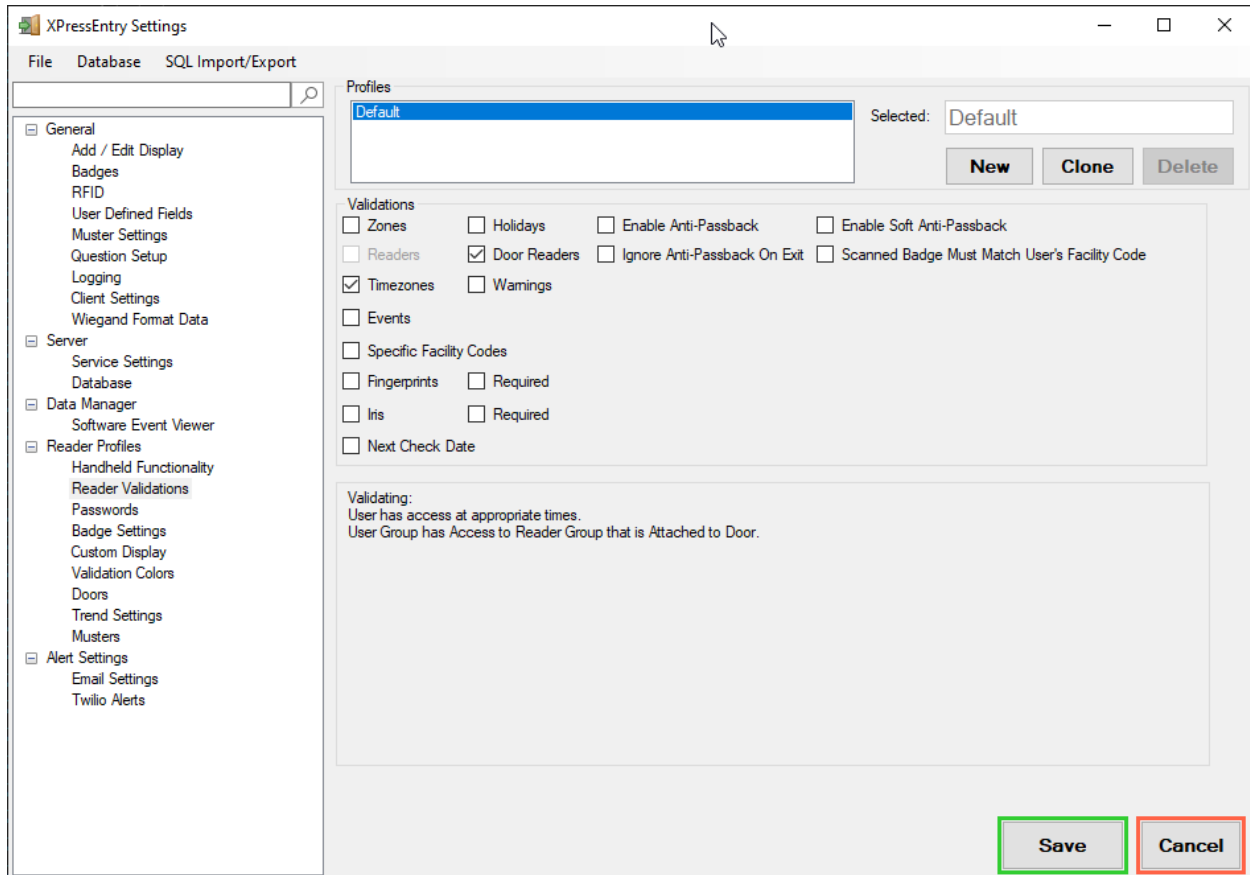 XPressEntry Settings
File Database SQL Import/Export
General
Add / Edit Display
Badges
RFID
User Defined Fields
Muster Settings
Question Setup
Logging
Client Settings
Wiegand Format Data
Server
Service Settings
Database
Data Manager
Software Event Viewer
Reader Profiles
Handheld Functionality
Reader Validations
Passwords
Badge Settings
Custom Display
Validation Colors
Doors
Trend Settings
Musters
Alert Settings
Email Settings
Twilio Alerts
Profiles
Default
Selected: Default
New Clone Delete
Validations
Zones Holidays Enable Anti-Passback Enable Soft Anti-Passback
Readers Door Readers Ignore Anti-Passback On Exit Scanned Badge Must Match User's Facility Code
Timezones Warnings
Events
Specific Facility Codes
Fingerprints Required
Iris Required
Next Check Date
Validating:
User has access at appropriate times.
User Group has Access to Reader Group that is Attached to Door.
Save Cancel